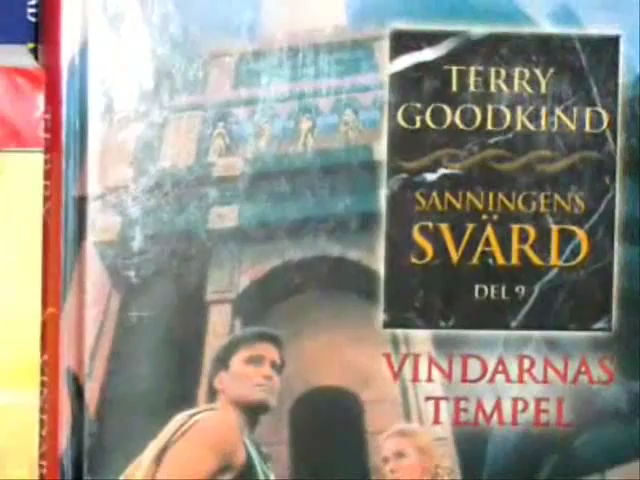 TERRY
GOODKIND
SANNINGENS
SVÄRD
DEL 9
VINDARNAS
TEMPEL